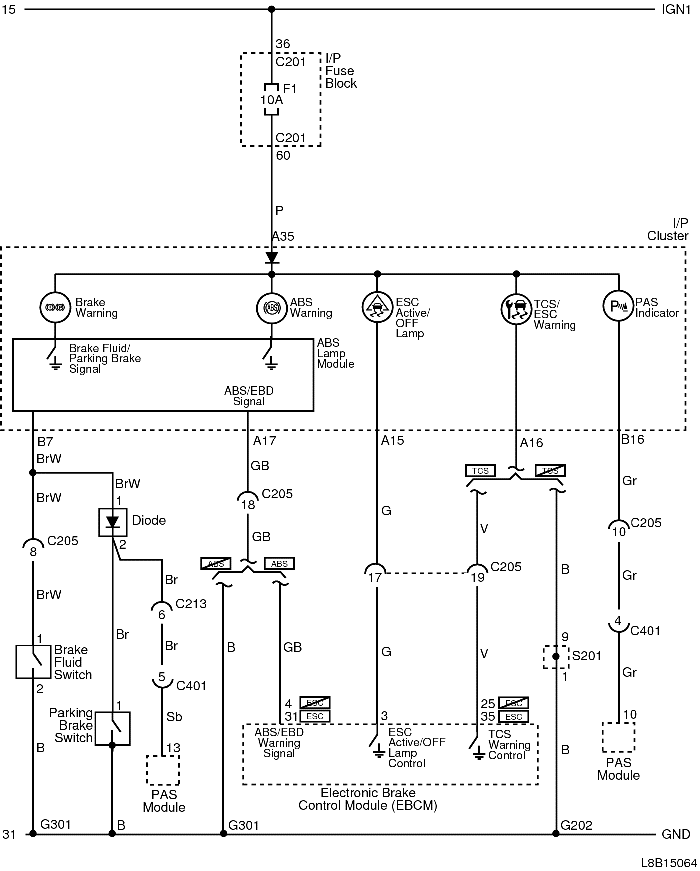 15
IGN1
36
C201
I/P
Fuse
Block
F1
10A
C201
60
P
A35
I/P
Cluster
Brake
Warning
ABS
Warning
ESC
Active/
OFF
Lamp
TCS/
ESC
Warning
PAS
Indicator
Brake Fluid/
Parking Brake
Signal
ABS
Lamp
Module
ABS/EBD
Signal
B7
A17
A15
A16
B16
BrW
GB
TCS
TCS
BrW
BrW
Gr
1
Diode
2
18
C205
G
V
C205
10
8
C205
GB
ABS
ABS
17
19
C205
B
Gr
BrW
Br
6
C213
4
C401
1
Brake
Fluid
Switch
2
Br
Br
B
GB
G
V
9
S201
1
5
C401
Gr
Parking
Brake
Switch
1
Sb
4
ESC
31
ESC
3
25
ESC
35
ESC
10
B
13
PAS
Module
ABS/EBD
Warning
Signal
ESC
Active/OFF
Lamp
Control
TCS
Warning
Control
B
PAS
Module
Electronic Brake
Control Module (EBCM)
31
G301
B
G301
G202
GND
L8B15064